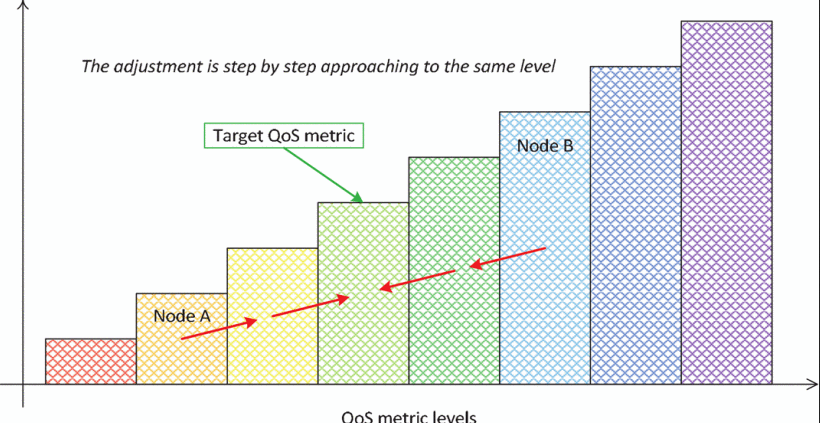 The adjustment is step by step approaching to the same level
Target QoS metric
Node B
Node A
QoS metric levels